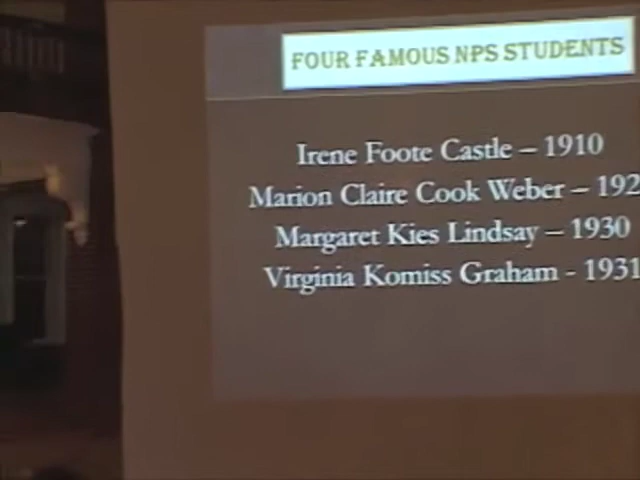 FOUR FAMOUS NPS STUDENTS
Irene Foote Castle – 1910
Marion Claire Cook Weber – 192
Margaret Kies Lindsay – 1930
Virginia Komiss Graham - 1931